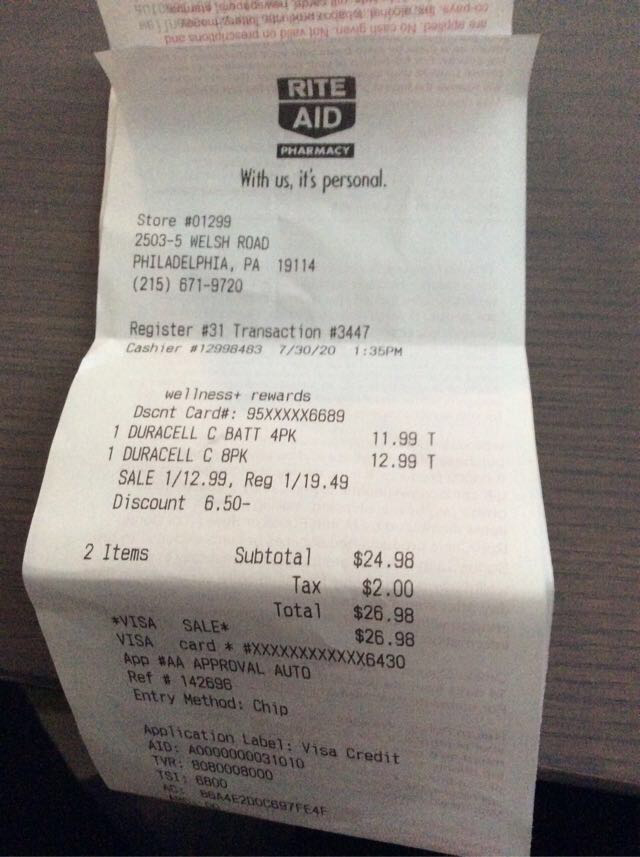 RITE
AID
PHARMACY
With us, it's personal.
Store #01299
2503-5 WELSH ROAD
PHILADELPHIA, PA 19114
(215) 671-9720
Register #31 Transaction #3447
Cashier #12998483 7/30/20 1:35PM
wellness+ rewards
Dscnt Card#: 95XXXXX6689
1 DURACELL C BATT 4PK 11.99 T
1 DURACELL C 8PK 12.99 T
SALE 1/12.99, Reg 1/19.49
Discount 6.50-
2 Items Subtotal $24.98
Tax $2.00
Total $26.98
*VISA SALE* $26.98
VISA card * #XXXXXXXXXXXX6430
App #AA APPROVAL AUTO
Ref # 142696
Entry Method: Chip
Application Label: Visa Credit
AID: A0000000031010
TVR: 8080008000
TSI: 6800
AC: 86A4E2D0C697FE4F